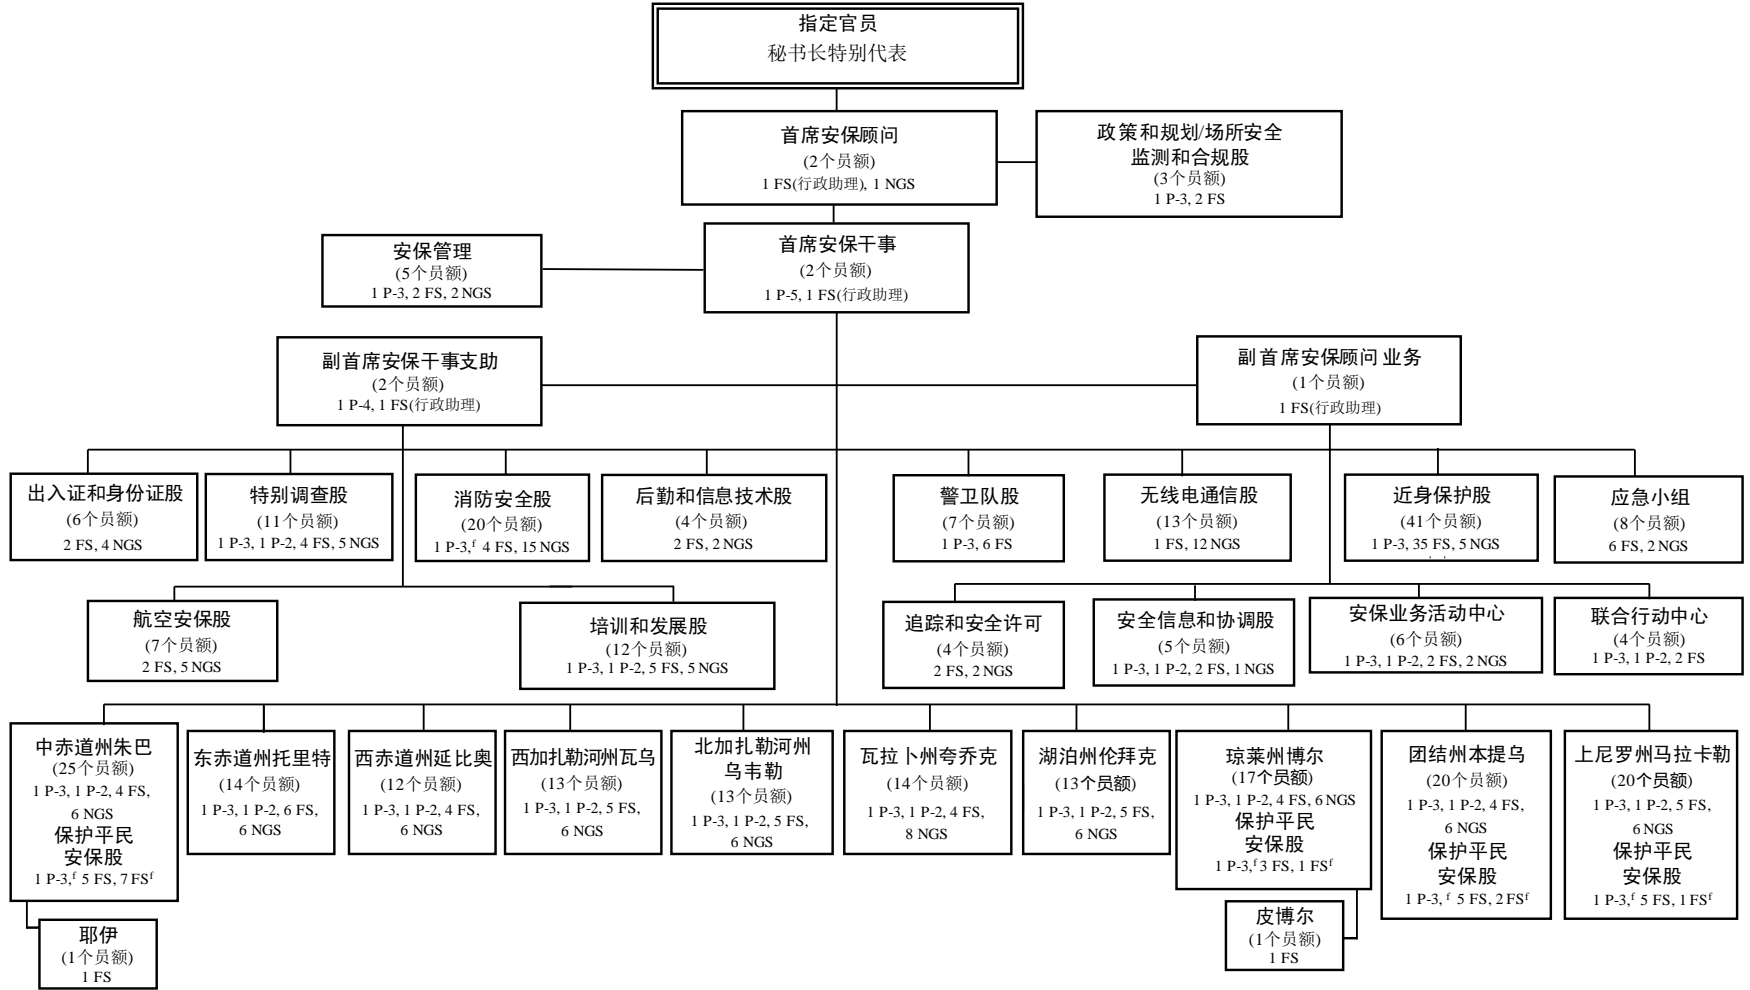 指定官员
秘书长特别代表
首席安保顾问
(2个员额)
1 FS(行政助理), 1 NGS
政策和规划/场所安全
监测和合规股
(3个员额)
1 P-3, 2 FS
安保管理
(5个员额)
1 P-3, 2 FS, 2 NGS
首席安保干事
(2个员额)
1 P-5, 1 FS(行政助理)
副首席安保干事支助
(2个员额)
1 P-4, 1 FS(行政助理)
副首席安保顾问 业务
(1个员额)
1 FS(行政助理)
出入证和身份证股
(6个员额)
2 FS, 4 NGS
特别调查股
(11个员额)
1 P-3, 1 P-2, 4 FS, 5 NGS
消防安全股
(20个员额)
1 P-3,ᶠ 4 FS, 15 NGS
后勤和信息技术股
(4个员额)
2 FS, 2 NGS
警卫队股
(7个员额)
1 P-3, 6 FS
无线电通信股
(13个员额)
1 FS, 12 NGS
近身保护股
(41个员额)
1 P-3, 35 FS, 5 NGS
应急小组
(8个员额)
6 FS, 2 NGS
航空安保股
(7个员额)
2 FS, 5 NGS
培训和发展股
(12个员额)
1 P-3, 1 P-2, 5 FS, 5 NGS
追踪和安全许可
(4个员额)
2 FS, 2 NGS
安全信息和协调股
(5个员额)
1 P-3, 1 P-2, 2 FS, 1 NGS
安保业务活动中心
(6个员额)
1 P-3, 1 P-2, 2 FS, 2 NGS
联合行动中心
(4个员额)
1 P-3, 1 P-2, 2 FS
中赤道州朱巴
(25个员额)
1 P-3, 1 P-2, 4 FS,
6 NGS
保护平民
安保股
1 P-3,ᶠ 5 FS, 7 FSᶠ
东赤道州托里特
(14个员额)
1 P-3, 1 P-2, 6 FS,
6 NGS
西赤道州延比奥
(12个员额)
1 P-3, 1 P-2, 4 FS,
6 NGS
西加扎勒河州瓦乌
(13个员额)
1 P-3, 1 P-2, 5 FS,
6 NGS
北加扎勒河州
乌韦勒
(13个员额)
1 P-3, 1 P-2, 5 FS,
6 NGS
瓦拉卜州夸乔克
(14个员额)
1 P-3, 1 P-2, 4 FS,
8 NGS
湖泊州伦拜克
(13个员额)
1 P-3, 1 P-2, 5 FS,
6 NGS
琼莱州博尔
(17个员额)
1 P-3, 1 P-2, 4 FS, 6 NGS
保护平民
安保股
1 P-3,ᶠ 3 FS, 1 FSᶠ
团结州本提乌
(20个员额)
1 P-3, 1 P-2, 4 FS,
6 NGS
保护平民
安保股
1 P-3,ᶠ 5 FS, 2 FSᶠ
上尼罗州马拉卡勒
(20个员额)
1 P-3, 1 P-2, 5 FS,
6 NGS
保护平民
安保股
1 P-3,ᶠ 5 FS, 1 FSᶠ
耶伊
(1个员额)
1 FS
皮博尔
(1个员额)
1 FS